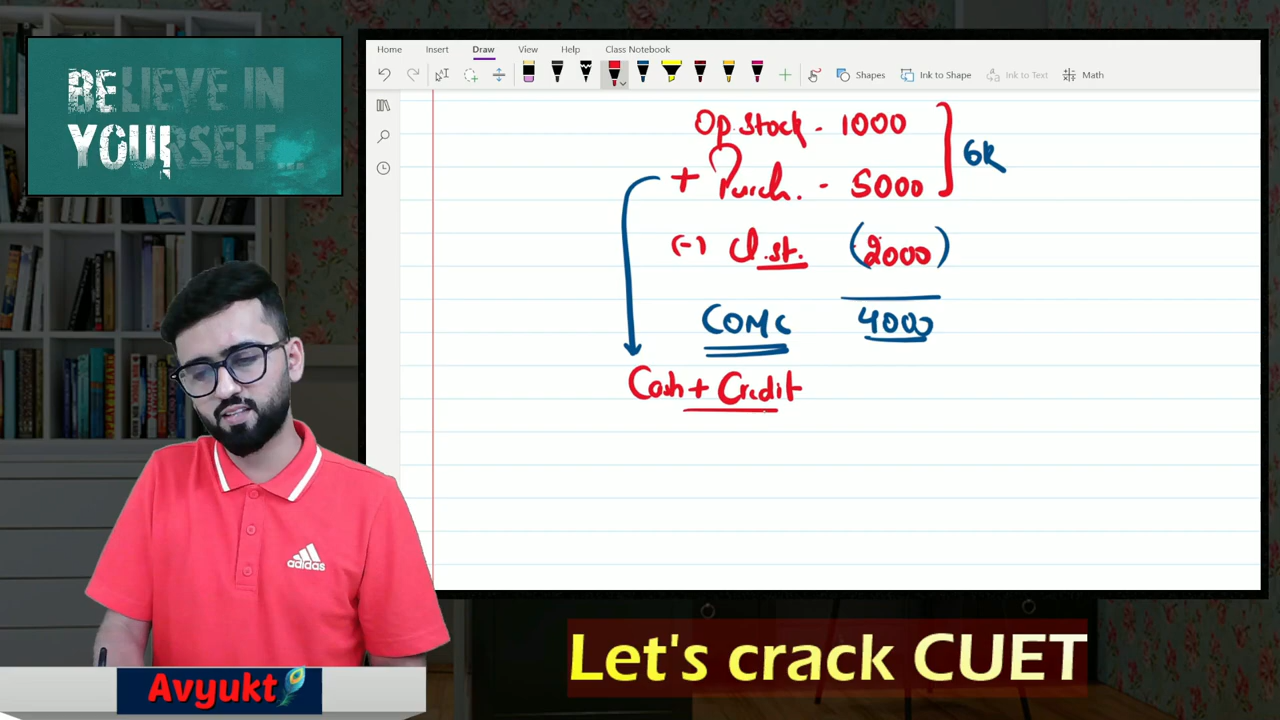 BELIEVE IN
YOURSELF...
Home Insert Draw View Help Class Notebook
Shapes Ink to Shape Ink to Text Math
Op. Stock - 1000
+ Purch. - 5000
6k
(-) Cl.st. (2000)
COMC 4000
Cash + Credit
adidas
Let's crack CUET
Avyukt